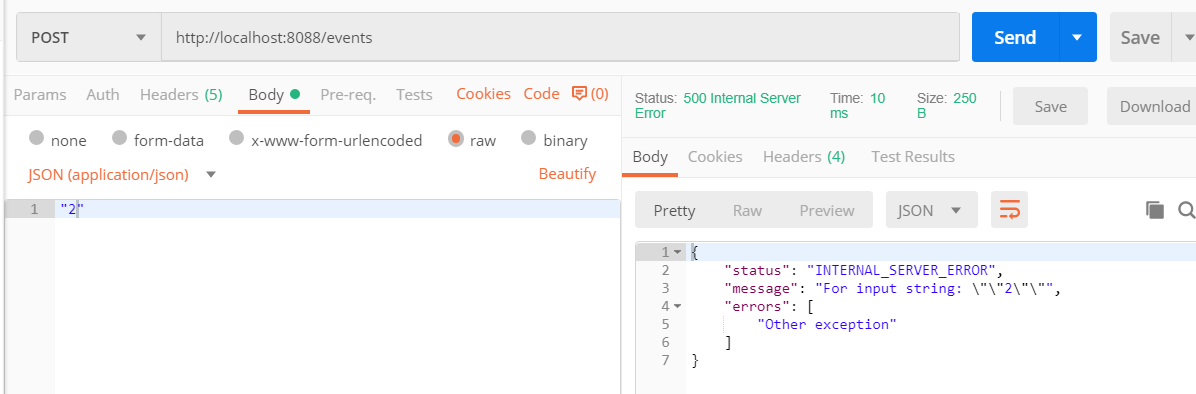 POST
http://localhost:8088/events
Send
Save
Params Auth Headers (5) Body Pre-req. Tests Cookies Code (0)
none form-data x-www-form-urlencoded raw binary
JSON (application/json) Beautify
1 "2"
Status: 500 Internal Server Error Time: 10 ms Size: 250 B Save Download
Body Cookies Headers (4) Test Results
Pretty Raw Preview JSON
1 {
2 "status": "INTERNAL_SERVER_ERROR",
3 "message": "For input string: \"\"2\"\"",
4 "errors": [
5 "Other exception"
6 ]
7 }